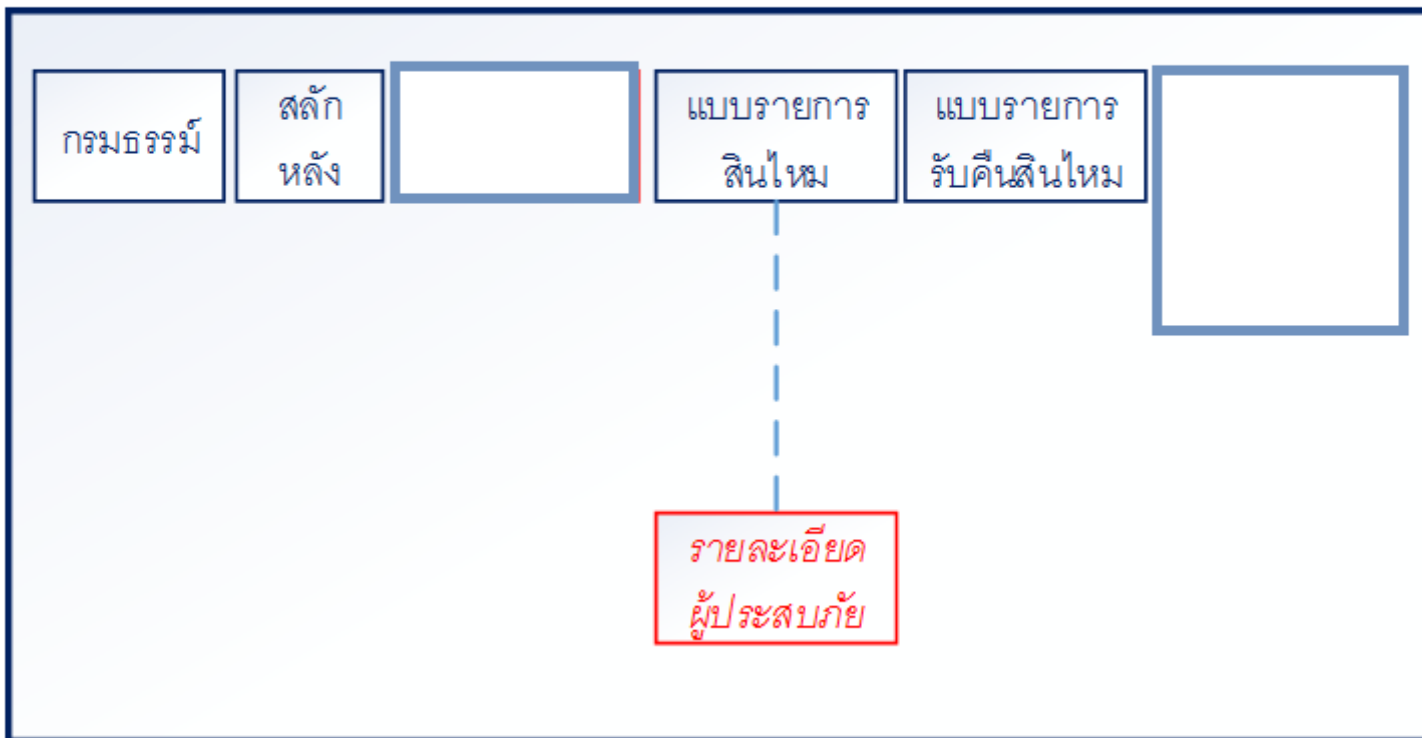 กรมธรรม์
สลัก
หลัง
แบบรายการ
สินไหม
แบบรายการ
รับคืนสินไหม
รายละเอียด
ผู้ประสบภัย